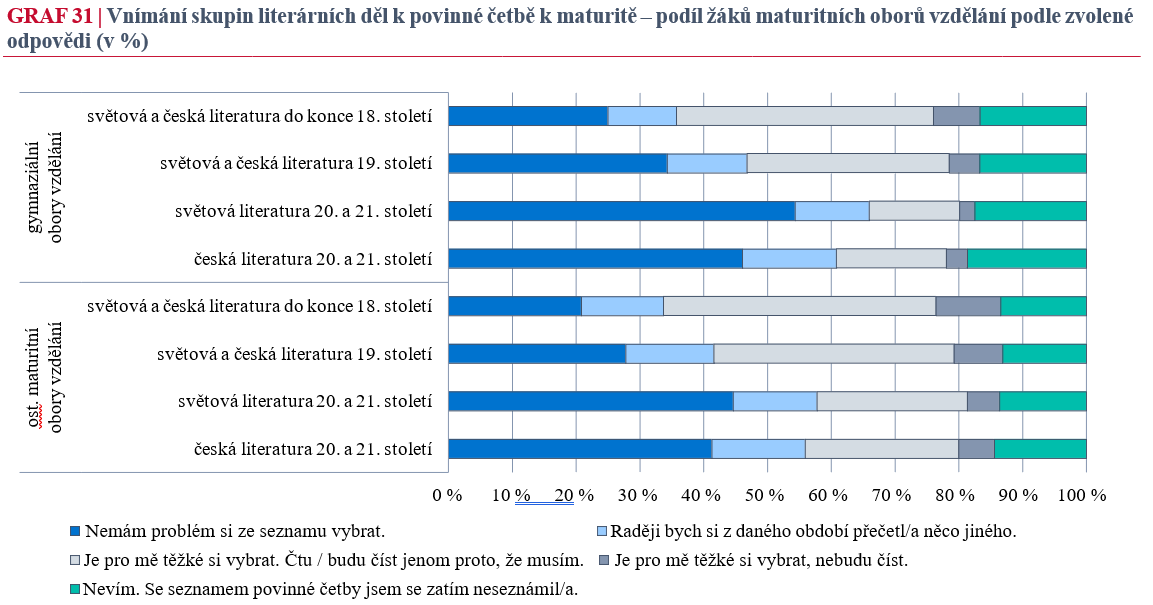 GRAF 31 | Vnímání skupin literárních děl k povinné četbě k maturitě – podíl žáků maturitních oborů vzdělání podle zvolené
odpovědi (v %)
gymnaziální
obory vzdělání
světová a česká literatura do konce 18. století
světová a česká literatura 19. století
světová literatura 20. a 21. století
česká literatura 20. a 21. století
ost. maturitní
obory vzdělání
světová a česká literatura do konce 18. století
světová a česká literatura 19. století
světová literatura 20. a 21. století
česká literatura 20. a 21. století
0 % 10 % 20 % 30 % 40 % 50 % 60 % 70 % 80 % 90 % 100 %
Nemám problém si ze seznamu vybrat. Raději bych si z daného období přečetl/a něco jiného.
Je pro mě těžké si vybrat. Čtu / budu číst jenom proto, že musím. Je pro mě těžké si vybrat, nebudu číst.
Nevím. Se seznamem povinné četby jsem se zatím neseznámil/a.